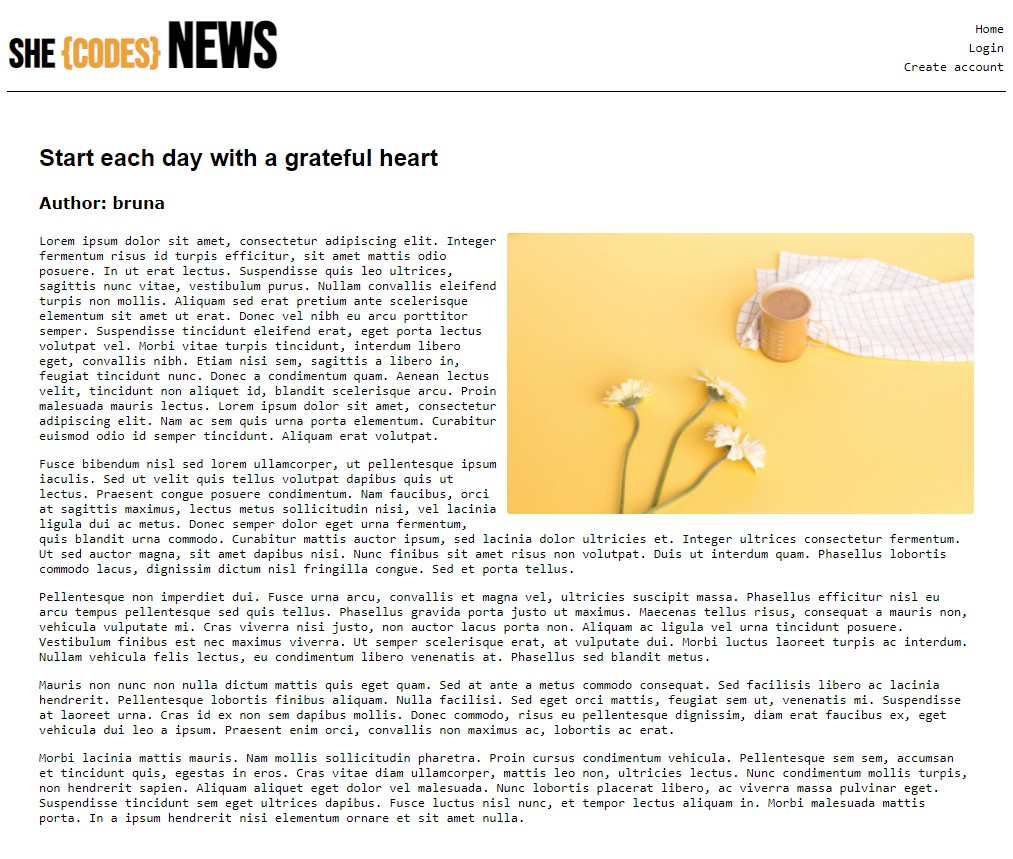 SHE {CODES} NEWS
Home
Login
Create account
Start each day with a grateful heart
Author: bruna
Lorem ipsum dolor sit amet, consectetur adipiscing elit. Integer
fermentum risus id turpis efficitur, sit amet mattis odio
posuere. In ut erat lectus. Suspendisse quis leo ultrices,
sagittis nunc vitae, vestibulum purus. Nullam convallis eleifend
turpis non mollis. Aliquam sed erat pretium ante scelerisque
elementum sit amet ut erat. Donec vel nibh eu arcu porttitor
semper. Suspendisse tincidunt eleifend erat, eget porta lectus
volutpat vel. Morbi vitae turpis tincidunt, interdum libero
eget, convallis nibh. Etiam nisi sem, sagittis a libero in,
feugiat tincidunt nunc. Donec a condimentum quam. Aenean lectus
velit, tincidunt non aliquet id, blandit scelerisque arcu. Proin
malesuada mauris lectus. Lorem ipsum dolor sit amet, consectetur
adipiscing elit. Nam ac sem quis urna porta elementum. Curabitur
euismod odio id semper tincidunt. Aliquam erat volutpat.
Fusce bibendum nisl sed lorem ullamcorper, ut pellentesque ipsum
iaculis. Sed ut velit quis tellus volutpat dapibus quis ut
lectus. Praesent congue posuere condimentum. Nam faucibus, orci
at sagittis maximus, lectus metus sollicitudin nisi, vel lacinia
ligula dui ac metus. Donec semper dolor eget urna fermentum,
quis blandit urna commodo. Curabitur mattis auctor ipsum, sed lacinia dolor ultricies et. Integer ultrices consectetur fermentum.
Ut sed auctor magna, sit amet dapibus nisi. Nunc finibus sit amet risus non volutpat. Duis ut interdum quam. Phasellus lobortis
commodo lacus, dignissim dictum nisl fringilla congue. Sed et porta tellus.
Pellentesque non imperdiet dui. Fusce urna arcu, convallis et magna vel, ultricies suscipit massa. Phasellus efficitur nisl eu
arcu tempus pellentesque sed quis tellus. Phasellus gravida porta justo ut maximus. Maecenas tellus risus, consequat a mauris non,
vehicula vulputate mi. Cras viverra nisi justo, non auctor lacus porta non. Aliquam ac ligula vel urna tincidunt posuere.
Vestibulum finibus est nec maximus viverra. Ut semper scelerisque erat, at vulputate dui. Morbi luctus laoreet turpis ac interdum.
Nullam vehicula felis lectus, eu condimentum libero venenatis at. Phasellus sed blandit metus.
Mauris non nunc non nulla dictum mattis quis eget quam. Sed at ante a metus commodo consequat. Sed facilisis libero ac lacinia
hendrerit. Pellentesque lobortis finibus aliquam. Nulla facilisi. Sed eget orci mattis, feugiat sem ut, venenatis mi. Suspendisse
at laoreet urna. Cras id ex non sem dapibus mollis. Donec commodo, risus eu pellentesque dignissim, diam erat faucibus ex, eget
vehicula dui leo a ipsum. Praesent enim orci, convallis non maximus ac, lobortis ac erat.
Morbi lacinia mattis mauris. Nam mollis sollicitudin pharetra. Proin cursus condimentum vehicula. Pellentesque sem sem, accumsan
et tincidunt quis, egestas in eros. Cras vitae diam ullamcorper, mattis leo non, ultricies lectus. Nunc condimentum mollis turpis,
non hendrerit sapien. Aliquam aliquet eget dolor vel malesuada. Nunc lobortis placerat libero, ac viverra massa pulvinar eget.
Suspendisse tincidunt sem eget ultrices dapibus. Fusce luctus nisl nunc, et tempor lectus aliquam in. Morbi malesuada mattis
porta. In a ipsum hendrerit nisi elementum ornare et sit amet nulla.